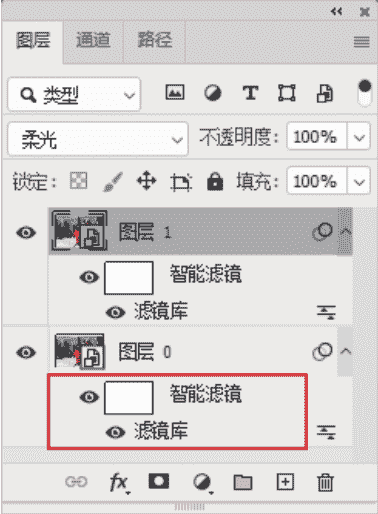 图层 通道 路径
类型 T
柔光 不透明度: 100%
锁定: 填充: 100%
图层 1
智能滤镜
滤镜库
图层 0
智能滤镜
滤镜库
fx